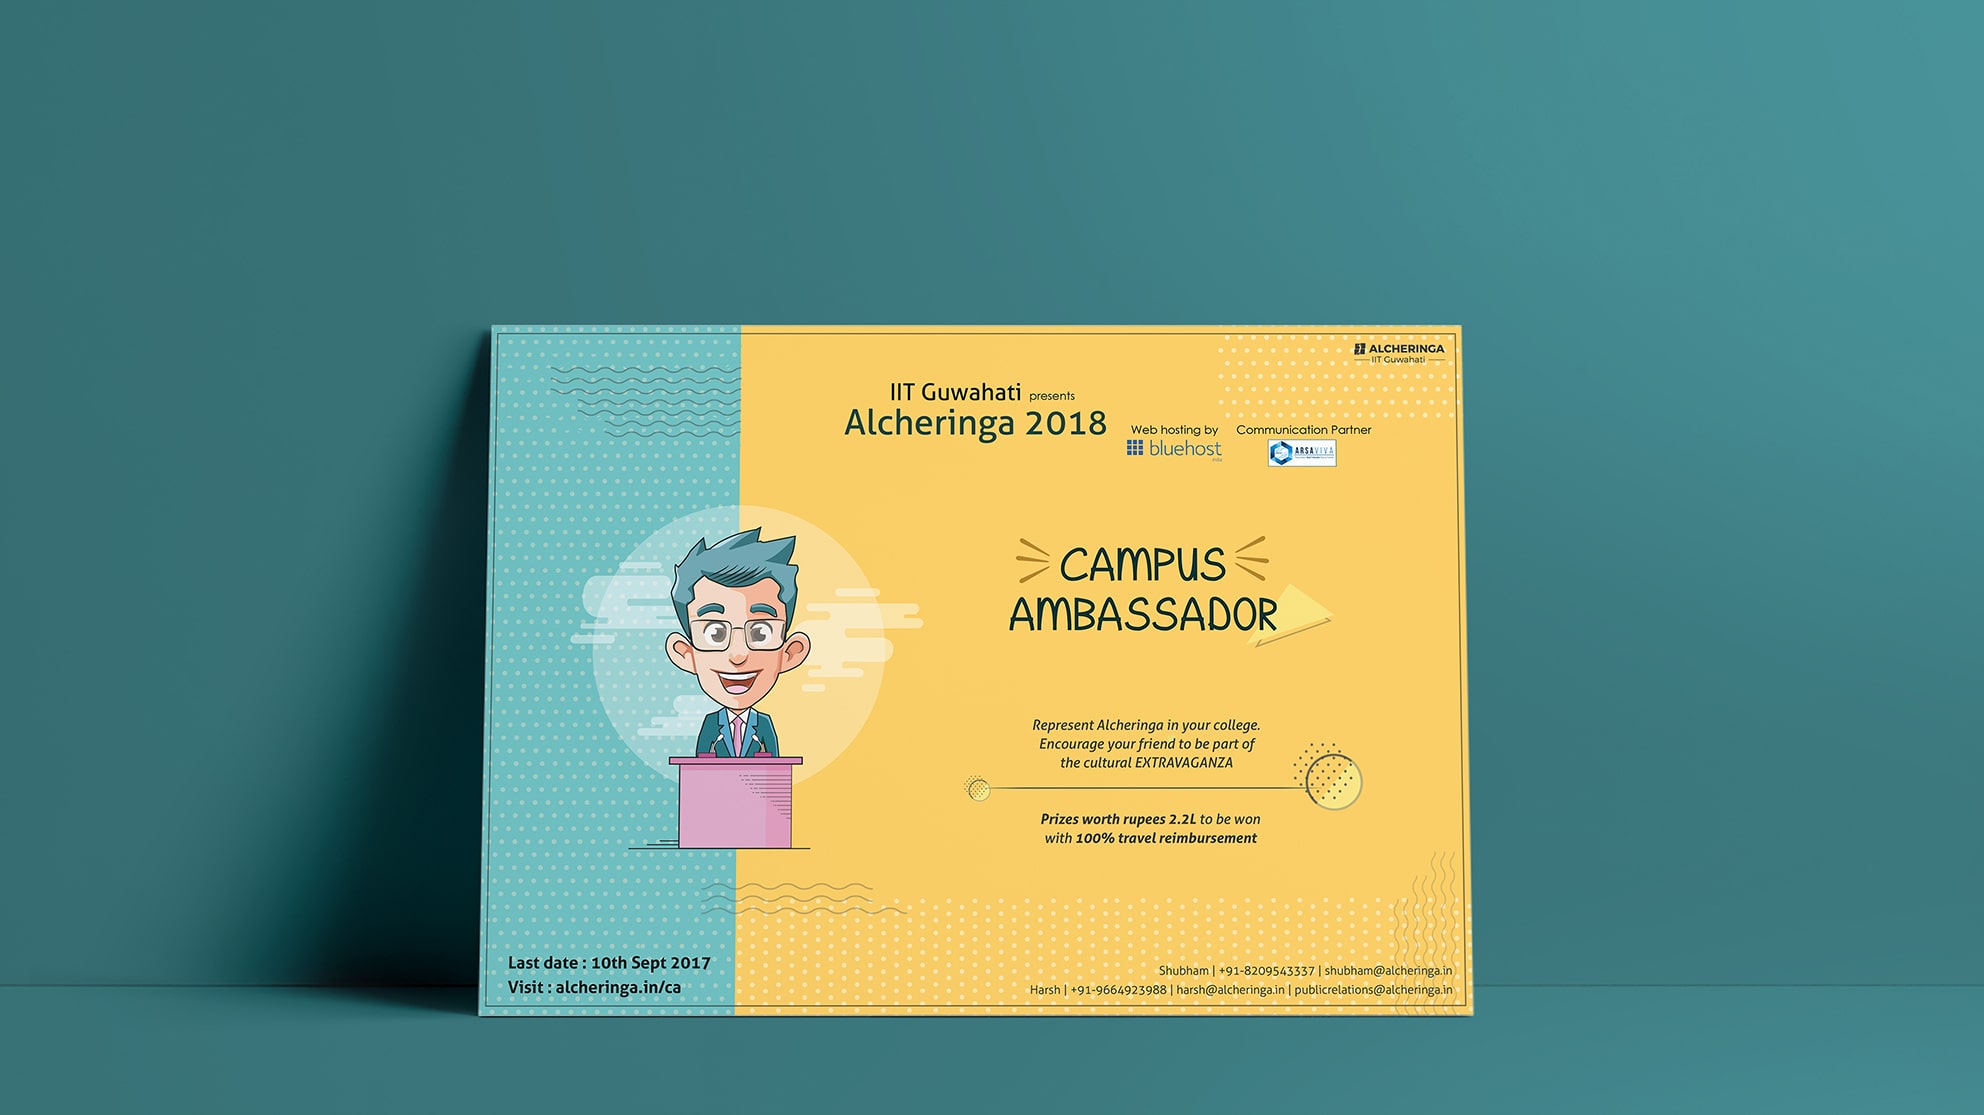 ALCHERINGA
IIT Guwahati
IIT Guwahati presents
Alcheringa 2018
Web hosting by
bluehost
india
Communication Partner
ARSAVIVA
CAMPUS
AMBASSADOR
Represent Alcheringa in your college.
Encourage your friend to be part of
the cultural EXTRAVAGANZA
Prizes worth rupees 2.2L to be won
with 100% travel reimbursement
Last date : 10th Sept 2017
Visit : alcheringa.in/ca
Shubham | +91-8209543337 | shubham@alcheringa.in
Harsh | +91-9664923988 | harsh@alcheringa.in | publicrelations@alcheringa.in